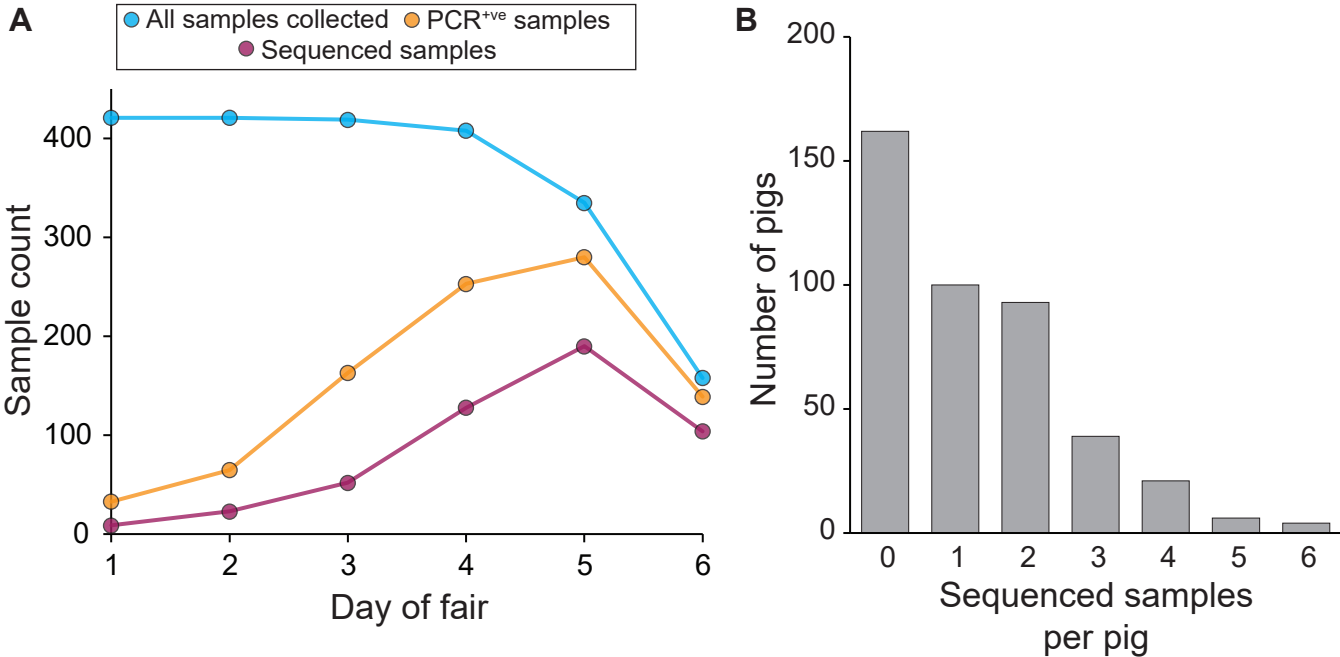 A
All samples collected PCR+ve samples
Sequenced samples
400
300
200
100
0
1 2 3 4 5 6
Sample count
Day of fair
B
200
150
100
50
0
0 1 2 3 4 5 6
Number of pigs
Sequenced samples
per pig